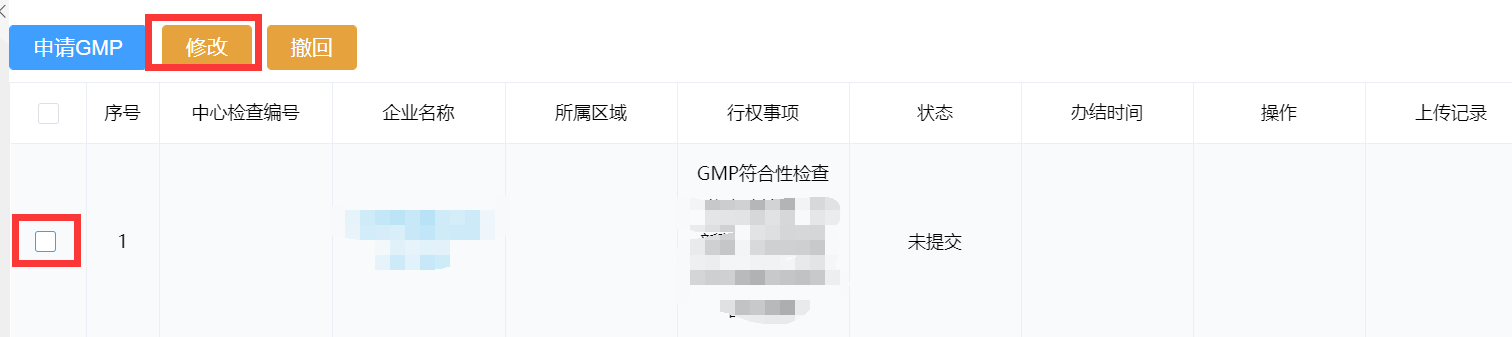 申请GMP 修改 撤回
序号 中心检查编号 企业名称 所属区域 行权事项 状态 办结时间 操作 上传记录
GMP符合性检查
1 未提交